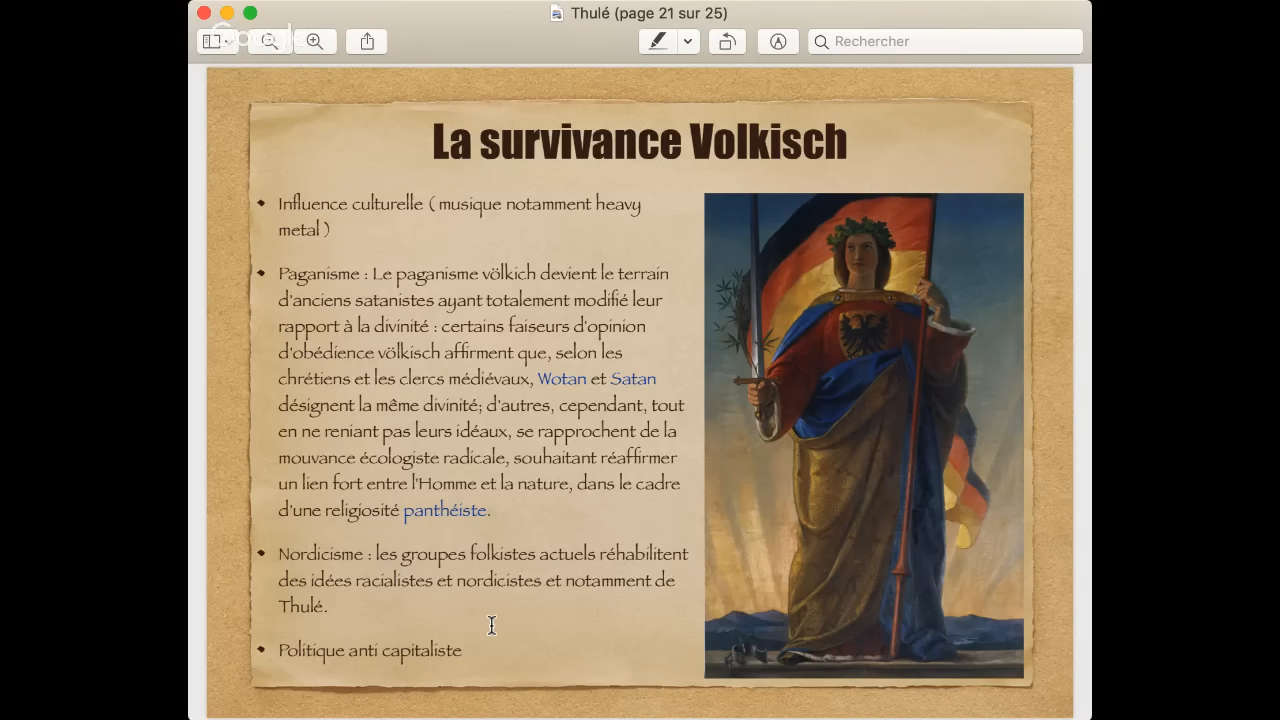 Thulé (page 21 sur 25)
Google
Rechercher
La survivance Volkisch
• Influence culturelle ( musique notamment heavy
metal )
• Paganisme : Le paganisme völkich devient le terrain
d'anciens satanistes ayant totalement modifié leur
rapport à la divinité : certains faiseurs d'opinion
d'obédience völkisch affirment que, selon les
chrétiens et les clercs médiévaux, Wotan et Satan
désignent la même divinité; d'autres, cependant, tout
en ne reniant pas leurs idéaux, se rapprochent de la
mouvance écologiste radicale, souhaitant réaffirmer
un lien fort entre l'Homme et la nature, dans le cadre
d'une religiosité panthéiste.
• Nordicisme : les groupes folkistes actuels réhabilitent
des idées racialistes et nordicistes et notamment de
Thulé.
• Politique anti capitaliste